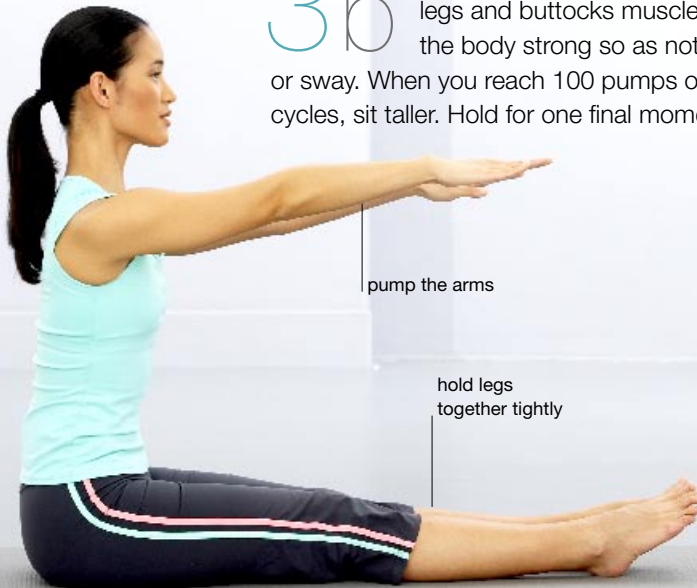 3b
legs and buttocks muscle
the body strong so as not
or sway. When you reach 100 pumps o
cycles, sit taller. Hold for one final mome
pump the arms
hold legs
together tightly